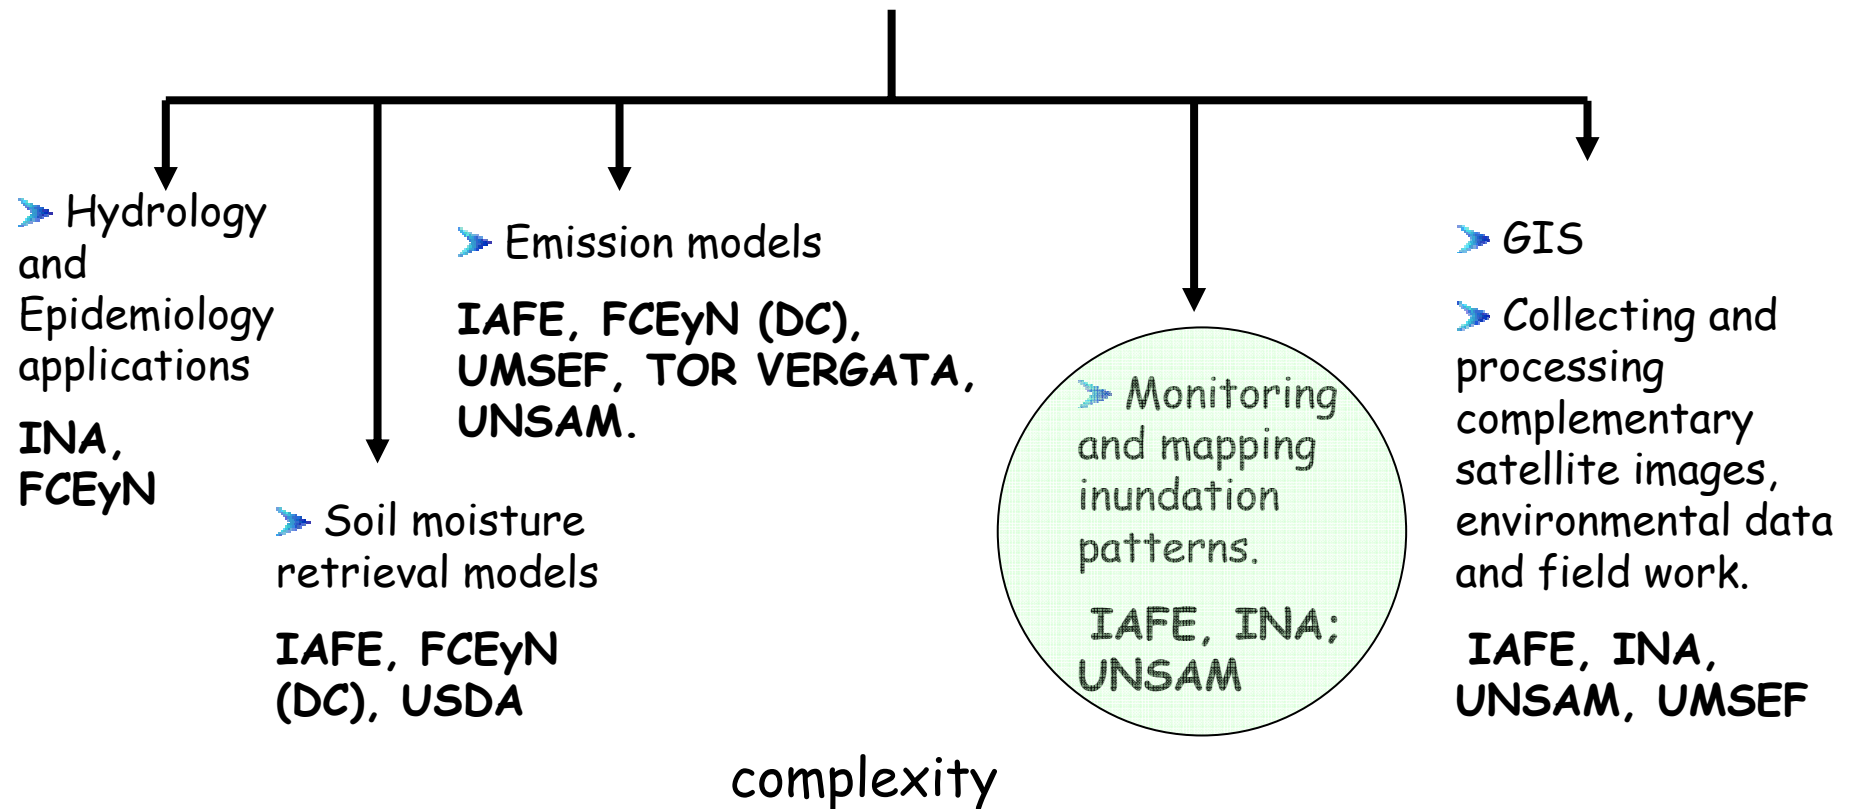 Hydrology
and
Epidemiology
applications
INA,
FCEyN
Soil moisture
retrieval models
IAFE, FCEyN
(DC), USDA
Emission models
IAFE, FCEyN (DC),
UMSEF, TOR VERGATA,
UNSAM.
Monitoring
and mapping
inundation
patterns.
IAFE, INA;
UNSAM
GIS
Collecting and
processing
complementary
satellite images,
environmental data
and field work.
IAFE, INA,
UNSAM, UMSEF
complexity